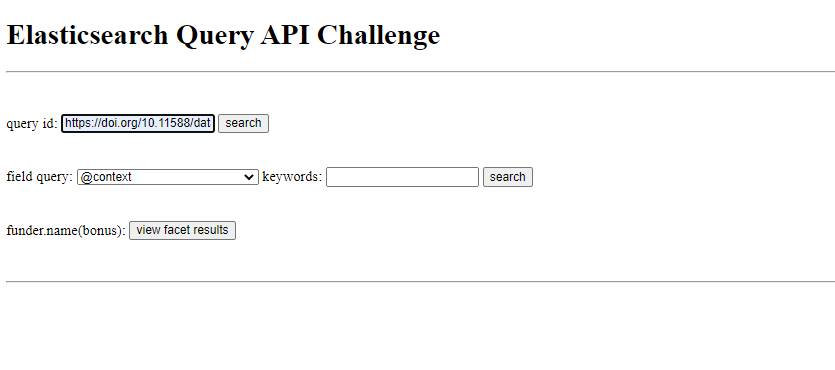 Elasticsearch Query API Challenge
query id: https://doi.org/10.11588/dat search
field query: @context keywords: search
funder.name(bonus): view facet results